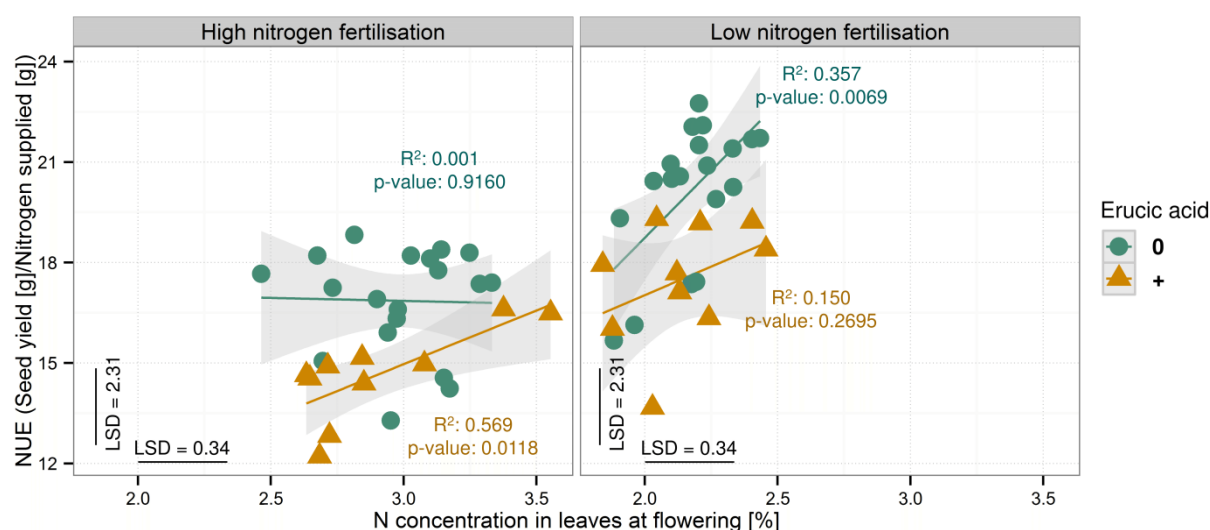 High nitrogen fertilisation
Low nitrogen fertilisation
NUE (Seed yield [g]/Nitrogen supplied [g])
24
21
18
15
12
R²: 0.001
p-value: 0.9160
R²: 0.569
p-value: 0.0118
LSD = 2.31
LSD = 0.34
R²: 0.357
p-value: 0.0069
R²: 0.150
p-value: 0.2695
LSD = 2.31
LSD = 0.34
Erucic acid
0
+
2.0 2.5 3.0 3.5
2.0 2.5 3.0 3.5
N concentration in leaves at flowering [%]